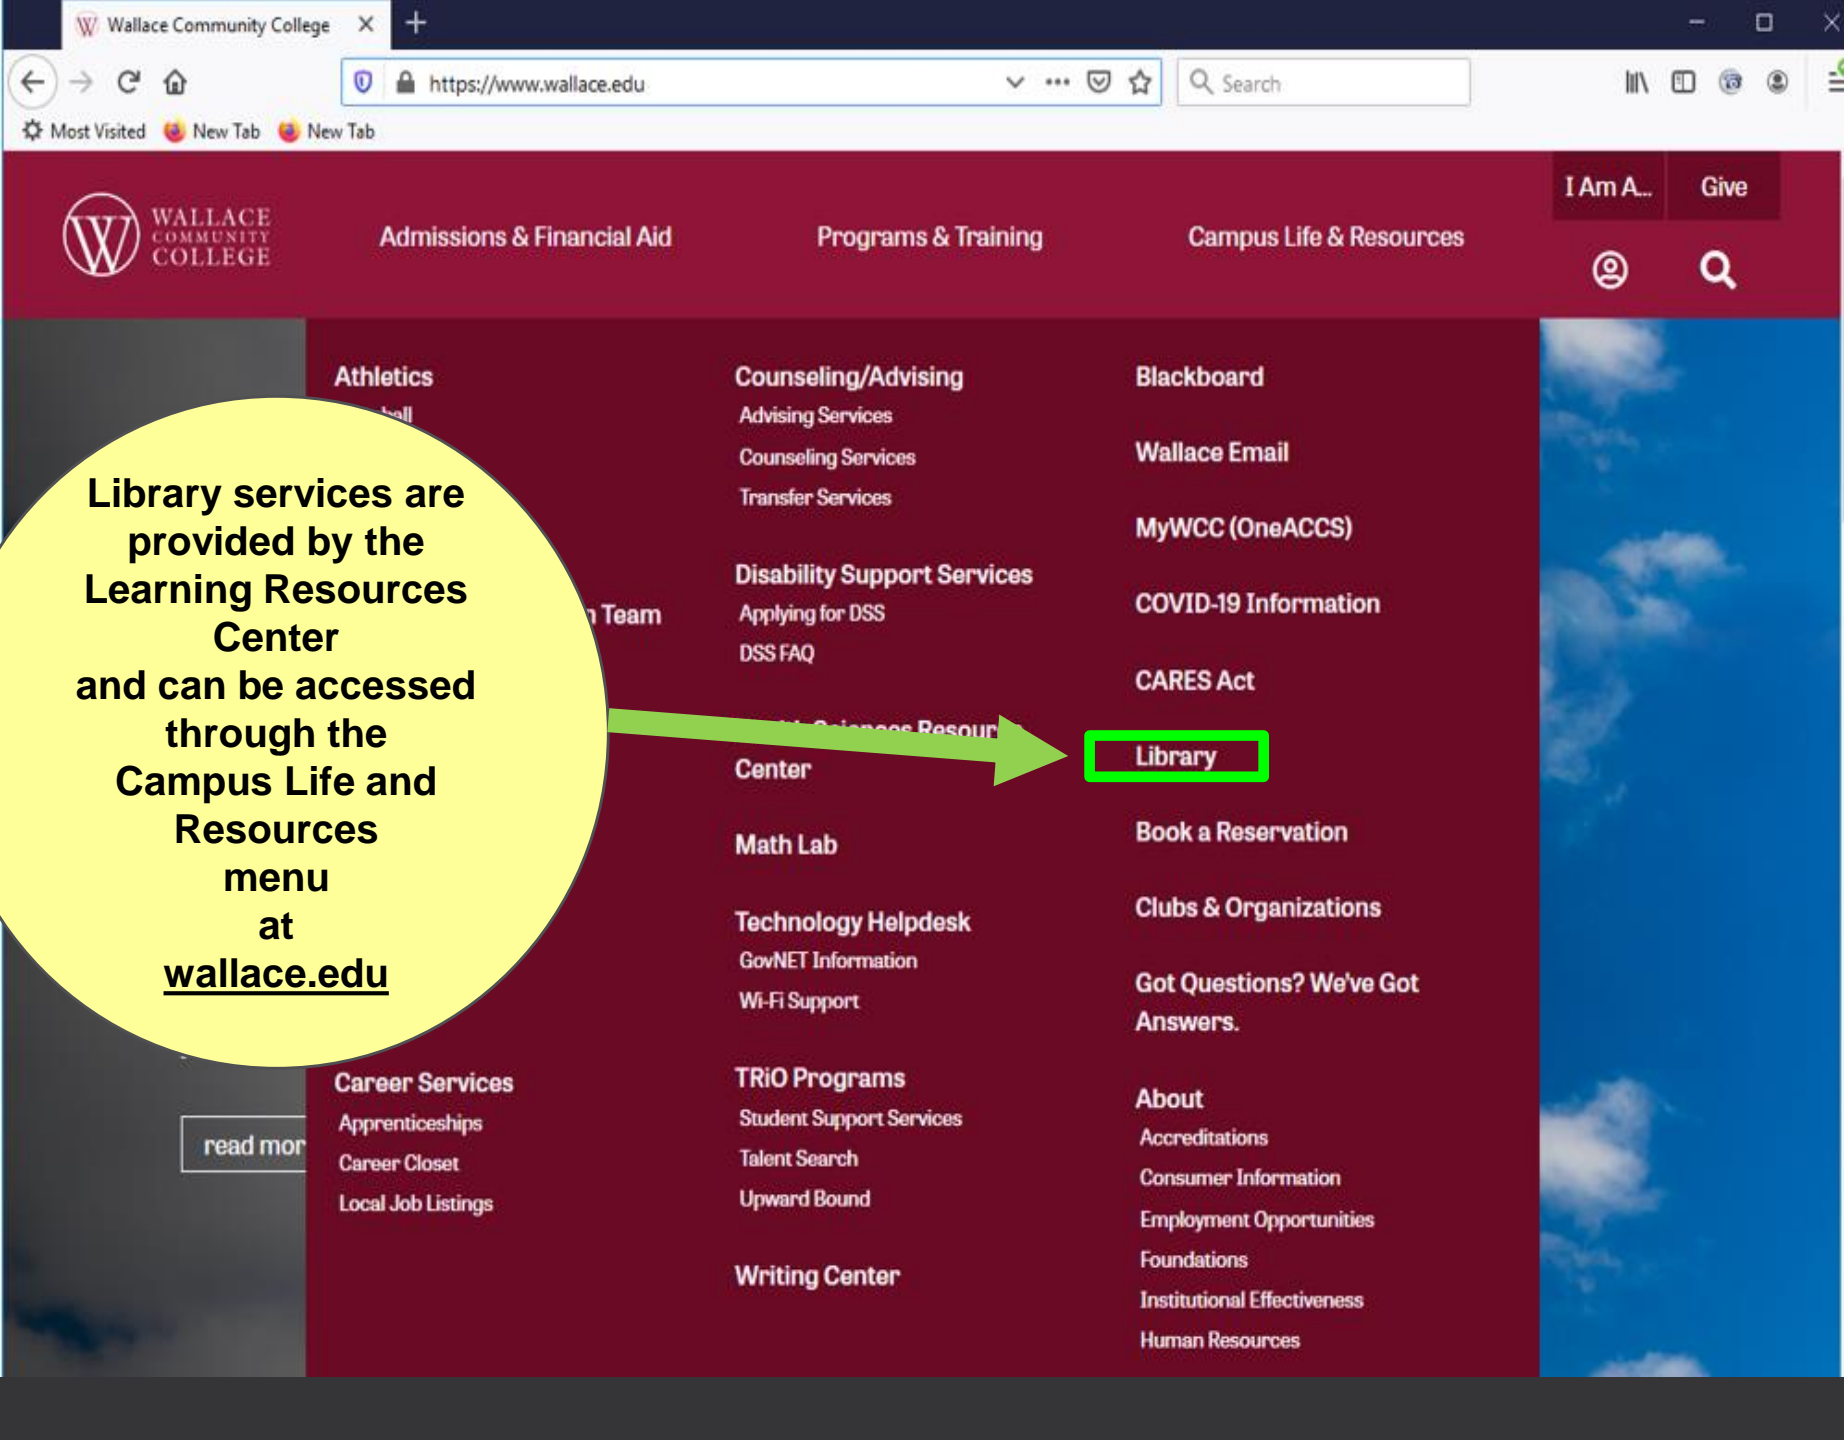 Wallace Community College
https://www.wallace.edu
Search
Most Visited
New Tab
New Tab
I Am A...
Give
WALLACE
COMMUNITY
COLLEGE
Admissions & Financial Aid
Programs & Training
Campus Life & Resources
Athletics
Library services are
provided by the
Learning Resources
Center
and can be accessed
through the
Campus Life and
Resources
menu
at
wallace.edu
Team
Career Services
Apprenticeships
Career Closet
Local Job Listings
read mor
Counseling/Advising
Advising Services
Counseling Services
Transfer Services
Disability Support Services
Applying for DSS
DSS FAQ
Sciences Resour
Center
Math Lab
Technology Helpdesk
GovNET Information
Wi-Fi Support
TRiO Programs
Student Support Services
Talent Search
Upward Bound
Writing Center
Blackboard
Wallace Email
MyWCC (OneACCS)
COVID-19 Information
CARES Act
Library
Book a Reservation
Clubs & Organizations
Got Questions? We've Got
Answers.
About
Accreditations
Consumer Information
Employment Opportunities
Foundations
Institutional Effectiveness
Human Resources